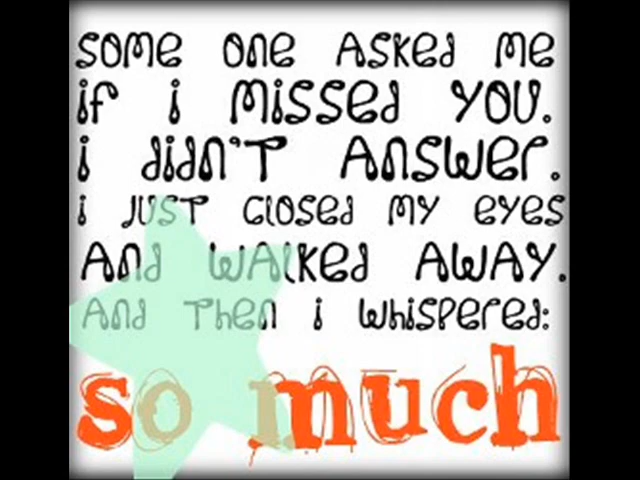 some one asked me
if i missed you.
i didn't answer.
i just closed my eyes
and walked away.
and then i whispered:
so much